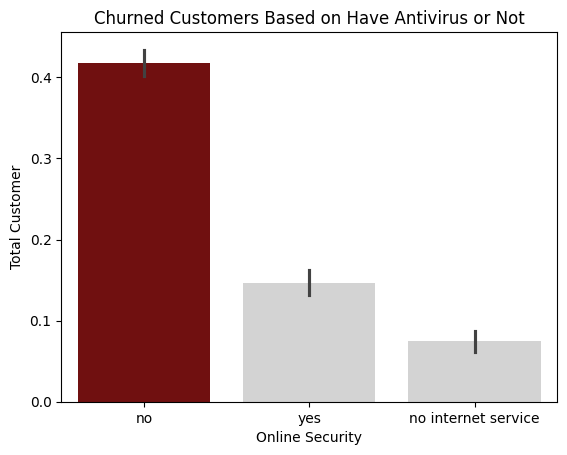 Churned Customers Based on Have Antivirus or Not
Total Customer
0.4
0.3
0.2
0.1
0.0
no
yes
no internet service
Online Security